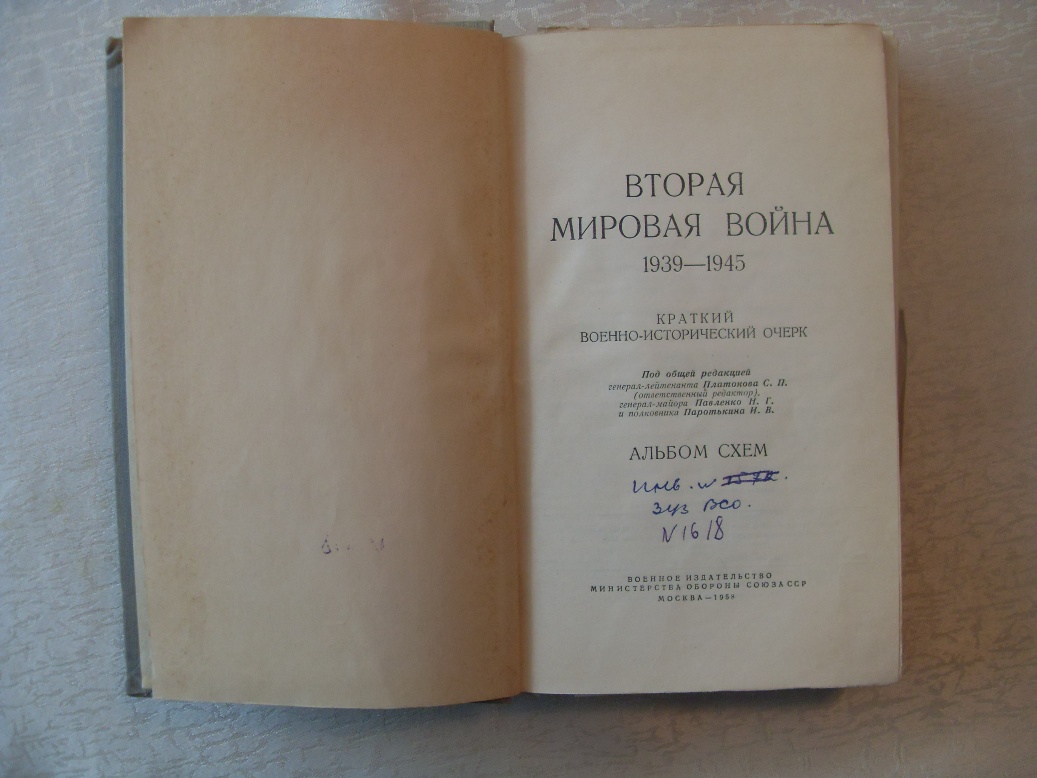 ВТОРАЯ
МИРОВАЯ ВОЙНА
1939—1945
КРАТКИЙ
ВОЕННО-ИСТОРИЧЕСКИЙ ОЧЕРК
Под общей редакцией
генерал-лейтенанта Платонова С. П.
(ответственный редактор),
генерал-майора Павленко Н. Г.
и полковника Паротькина И. В.
АЛЬБОМ СХЕМ
инв. №
N 1618
ВОЕННОЕ ИЗДАТЕЛЬСТВО
МИНИСТЕРСТВА ОБОРОНЫ СОЮЗА ССР
МОСКВА—1958